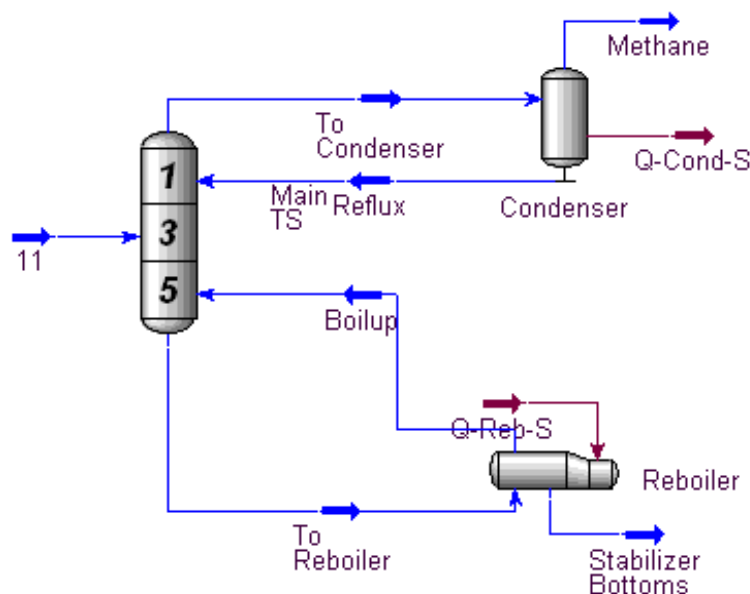 Methane
To
Condenser
Q-Cond-S
1
Main
TS
Reflux
Condenser
3
11
5
Boilup
Q-Reb-S
Reboiler
To
Reboiler
Stabilizer
Bottoms